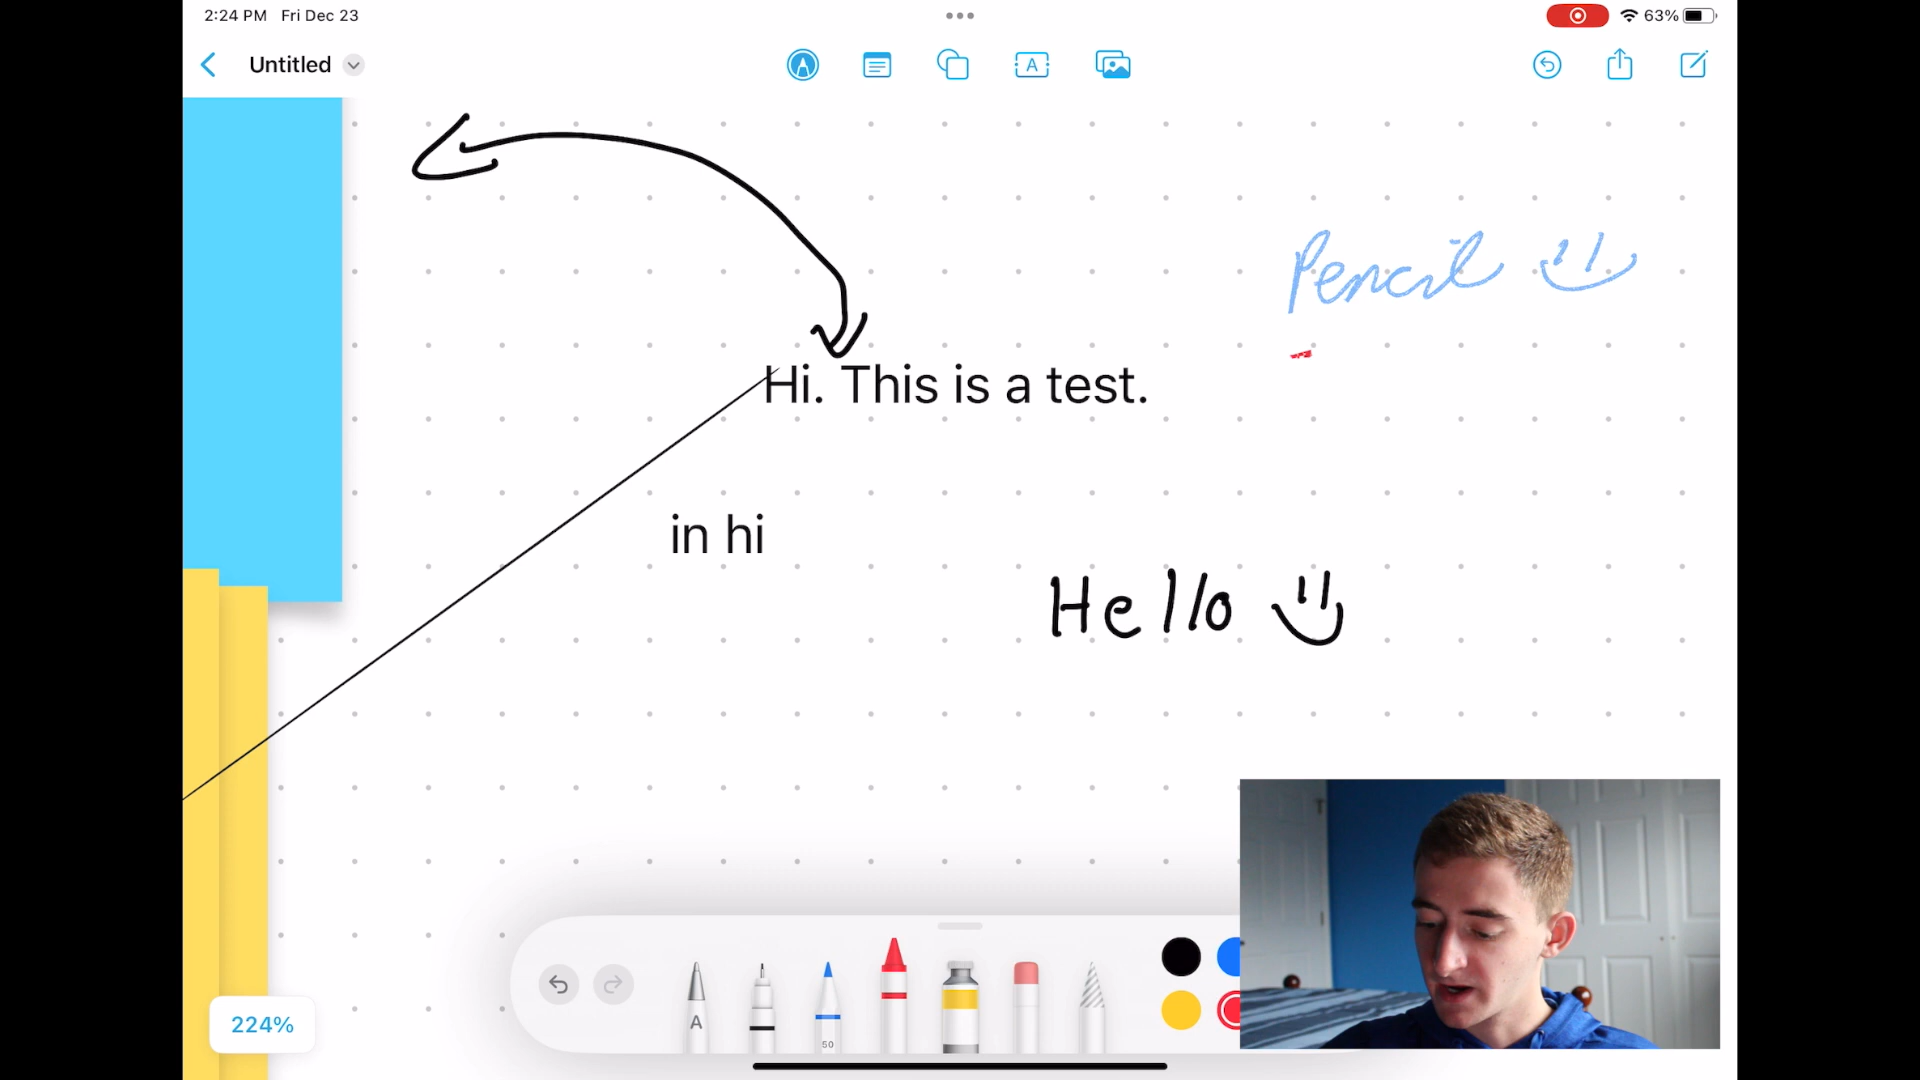 2:24 PM Fri Dec 23
63%
Untitled
A
Pencil
Hi. This is a test.
in hi
Hello
A
50
224%